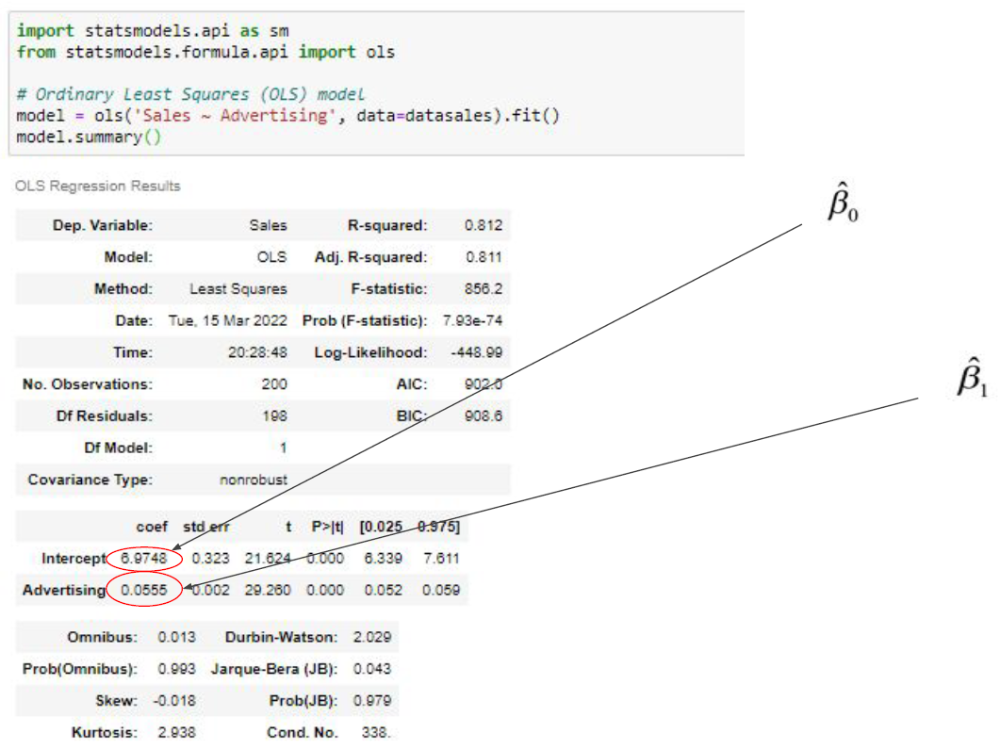 import statsmodels.api as sm
from statsmodels.formula.api import ols
# Ordinary Least Squares (OLS) model
model = ols('Sales ~ Advertising', data=datasales).fit()
model.summary()
OLS Regression Results
Dep. Variable: Sales R-squared: 0.812
Model: OLS Adj. R-squared: 0.811
Method: Least Squares F-statistic: 856.2
Date: Tue, 15 Mar 2022 Prob (F-statistic): 7.93e-74
Time: 20:28:48 Log-Likelihood: -448.99
No. Observations: 200 AIC: 902.0
Df Residuals: 198 BIC: 908.6
Df Model: 1
Covariance Type: nonrobust
coef std err t P>|t| [0.025 0.975]
Intercept 6.9748 0.323 21.624 0.000 6.339 7.611
Advertising 0.0555 0.002 29.260 0.000 0.052 0.059
Omnibus: 0.013 Durbin-Watson: 2.029
Prob(Omnibus): 0.993 Jarque-Bera (JB): 0.043
Skew: -0.018 Prob(JB): 0.979
Kurtosis: 2.938 Cond. No. 338.
β̂₀
β̂₁